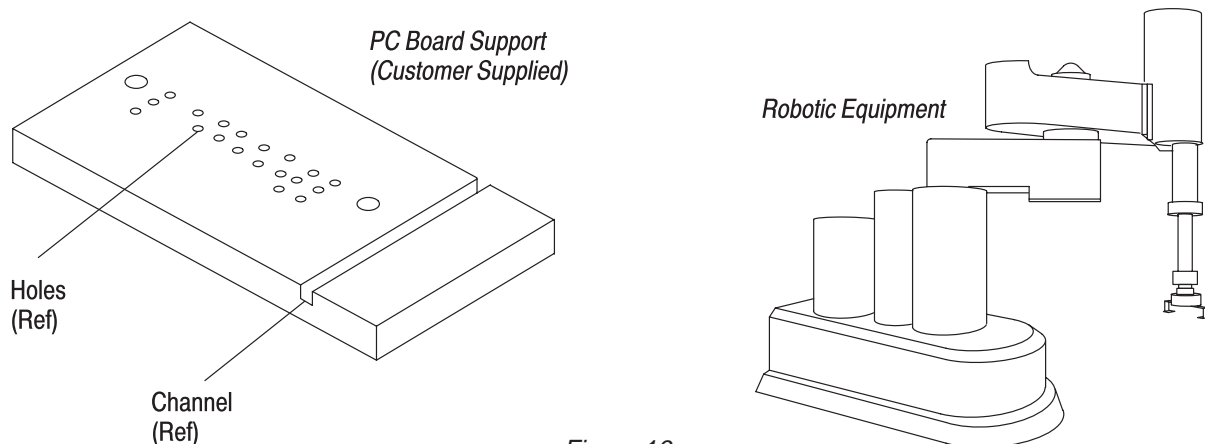 PC Board Support
(Customer Supplied)
Robotic Equipment
Holes
(Ref)
Channel
(Ref)